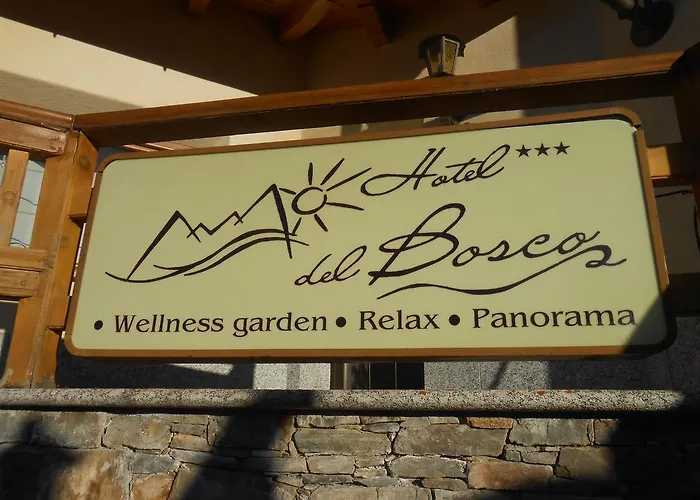 Hotel ***
del Bosco
• Wellness garden • Relax • Panorama